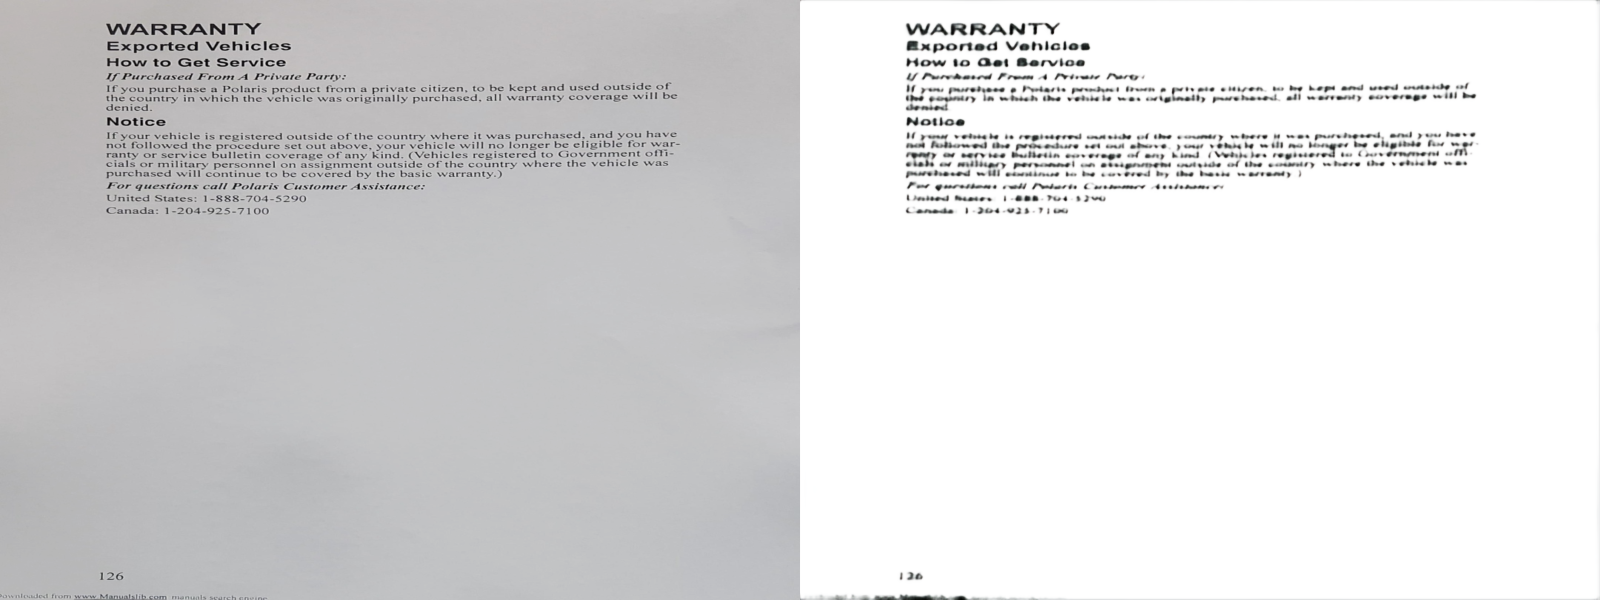 WARRANTY
Exported Vehicles
How to Get Service
If Purchased From A Private Party:
If you purchase a Polaris product from a private citizen, to be kept and used outside of
the country in which the vehicle was originally purchased, all warranty coverage will be
denied.
Notice
If your vehicle is registered outside of the country where it was purchased, and you have
not followed the procedure set out above, your vehicle will no longer be eligible for war-
ranty or service bulletin coverage of any kind. (Vehicles registered to Government offi-
cials or military personnel on assignment outside of the country where the vehicle was
purchased will continue to be covered by the basic warranty.)
For questions call Polaris Customer Assistance:
United States: 1-888-704-5290
Canada: 1-204-925-7100
126
Downloaded from www.Manualslib.com manuals search engine
WARRANTY
Exported Vehicles
How to Get Service
If Purchased From A Private Party:
If you purchase a Polaris product from a private citizen, to be kept and used outside of
the country in which the vehicle was originally purchased, all warranty coverage will be
denied.
Notice
If your vehicle is registered outside of the country where it was purchased, and you have
not followed the procedure set out above, your vehicle will no longer be eligible for war-
ranty or service bulletin coverage of any kind. (Vehicles registered to Government offi-
cials or military personnel on assignment outside of the country where the vehicle was
purchased will continue to be covered by the basic warranty.)
For questions call Polaris Customer Assistance:
United States: 1-888-704-5290
Canada: 1-204-925-7100
126